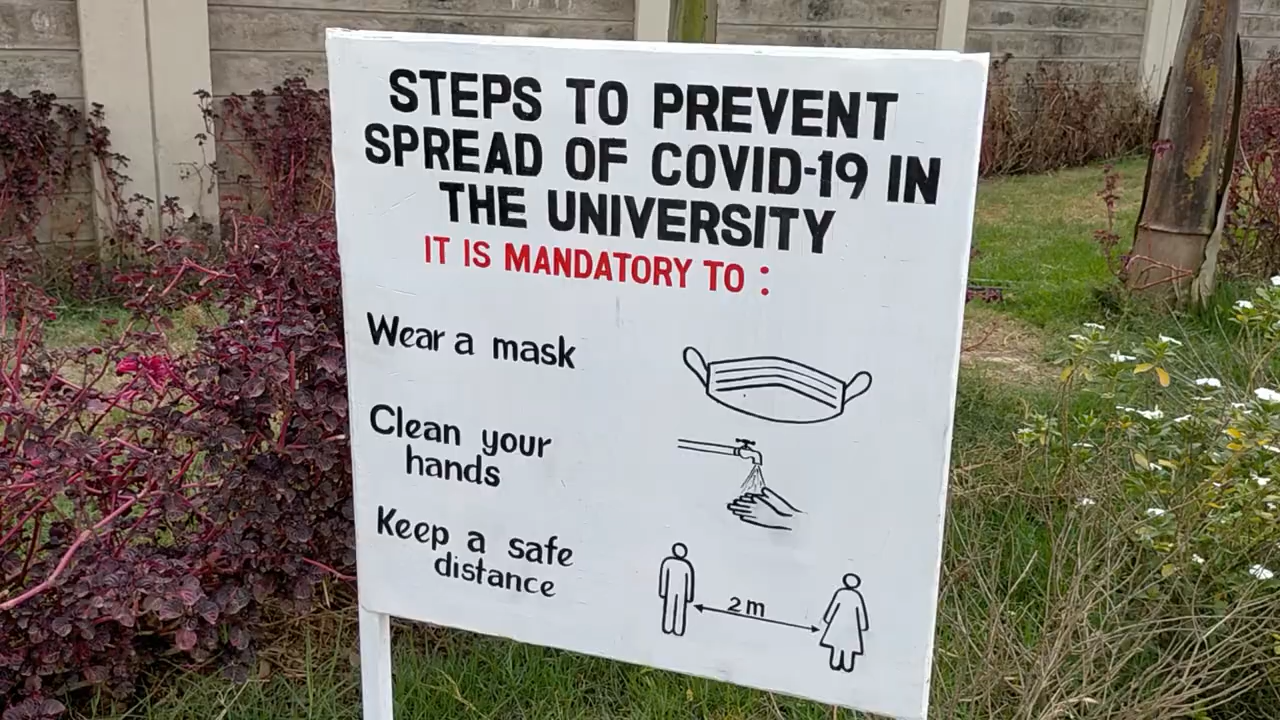 STEPS TO PREVENT
SPREAD OF COVID-19 IN
THE UNIVERSITY
IT IS MANDATORY TO :
Wear a mask
Clean your
hands
Keep a safe
distance
2m